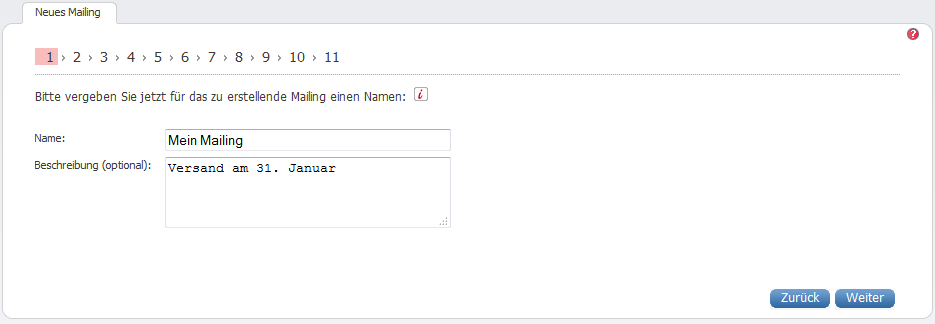 Neues Mailing
?
1 › 2 › 3 › 4 › 5 › 6 › 7 › 8 › 9 › 10 › 11
Bitte vergeben Sie jetzt für das zu erstellende Mailing einen Namen: i
Name: Mein Mailing
Beschreibung (optional): Versand am 31. Januar
Zurück Weiter